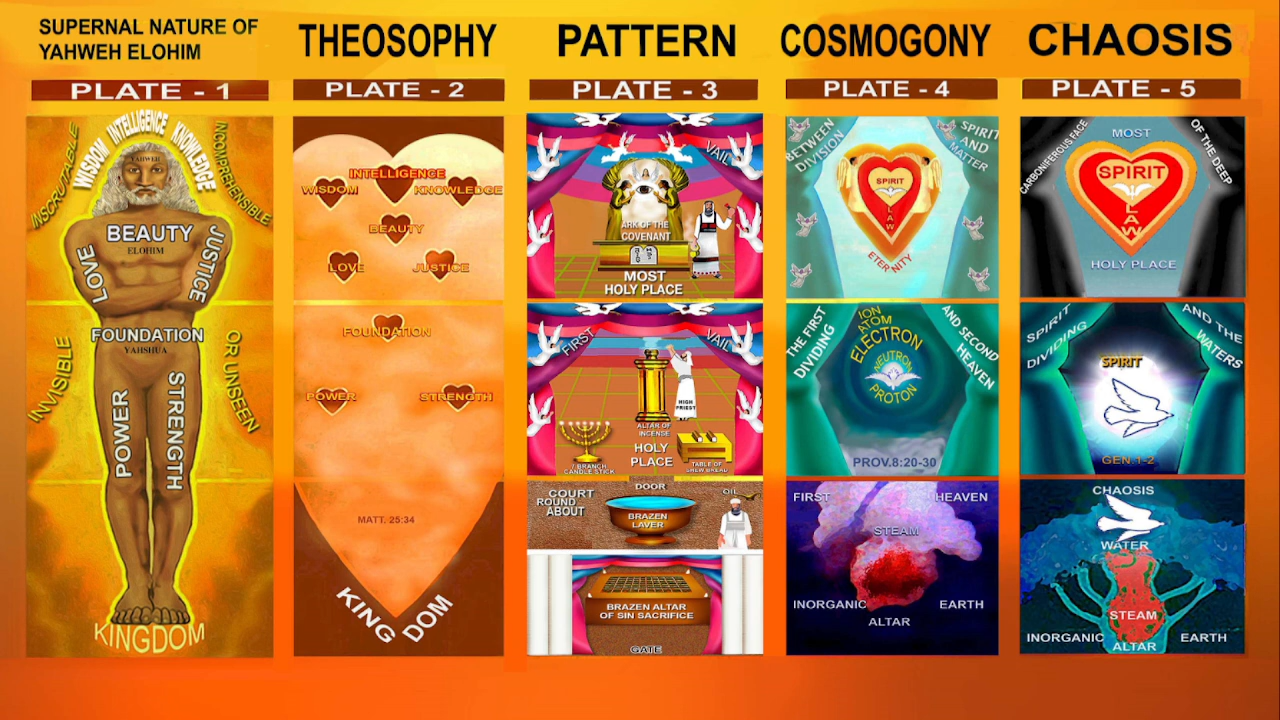 SUPERNAL NATURE OF
YAHWEH ELOHIM
THEOSOPHY
PATTERN
COSMOGONY
CHAOSIS
PLATE - 1
PLATE - 2
PLATE - 3
PLATE - 4
PLATE - 5
INSCRUTABLE
WISDOM
INTELLIGENCE
KNOWLEDGE
INCOMBREHENSIBLE
YAHWEH
BEAUTY
ELOHIM
LOVE
JUSTICE
FOUNDATION
YAHSHUA
INVISIBLE
OR UNSEEN
POWER
STRENGTH
KINGDOM
INTELLIGENCE
WISDOM
KNOWLEDGE
BEAUTY
LOVE
JUSTICE
FOUNDATION
POWER
STRENGTH
MATT. 25:34
KING DOM
VAIL
ARK OF THE
COVENANT
MOST
HOLY PLACE
FIRST
VAIL
HIGH
PRIEST
ALTAR OF
INCENSE
HOLY
PLACE
7 BRANCH
CANDLE STICK
TABLE OF
SHEW BREAD
DOOR
COURT
ROUND
ABOUT
OIL
BRAZEN
LAVER
BRAZEN ALTAR
OF SIN SACRIFICE
GATE
BETWEEN
DIVISION
SPIRIT
AND
MATTER
SPIRIT
LAW
ETERNITY
THE FIRST
DIVIDING
AND SECOND
HEAVEN
ION
ATOM
ELECTRON
NEUTRON
PROTON
PROV.8:20-30
FIRST
HEAVEN
STEAM
INORGANIC
EARTH
ALTAR
CARBONIFEROUS FACE
OF THE DEEP
MOST
SPIRIT
LAW
HOLY PLACE
SPIRIT
DIVIDING
AND THE
WATERS
SPIRIT
GEN.1-2
CHAOSIS
WATER
STEAM
INORGANIC
EARTH
ALTAR